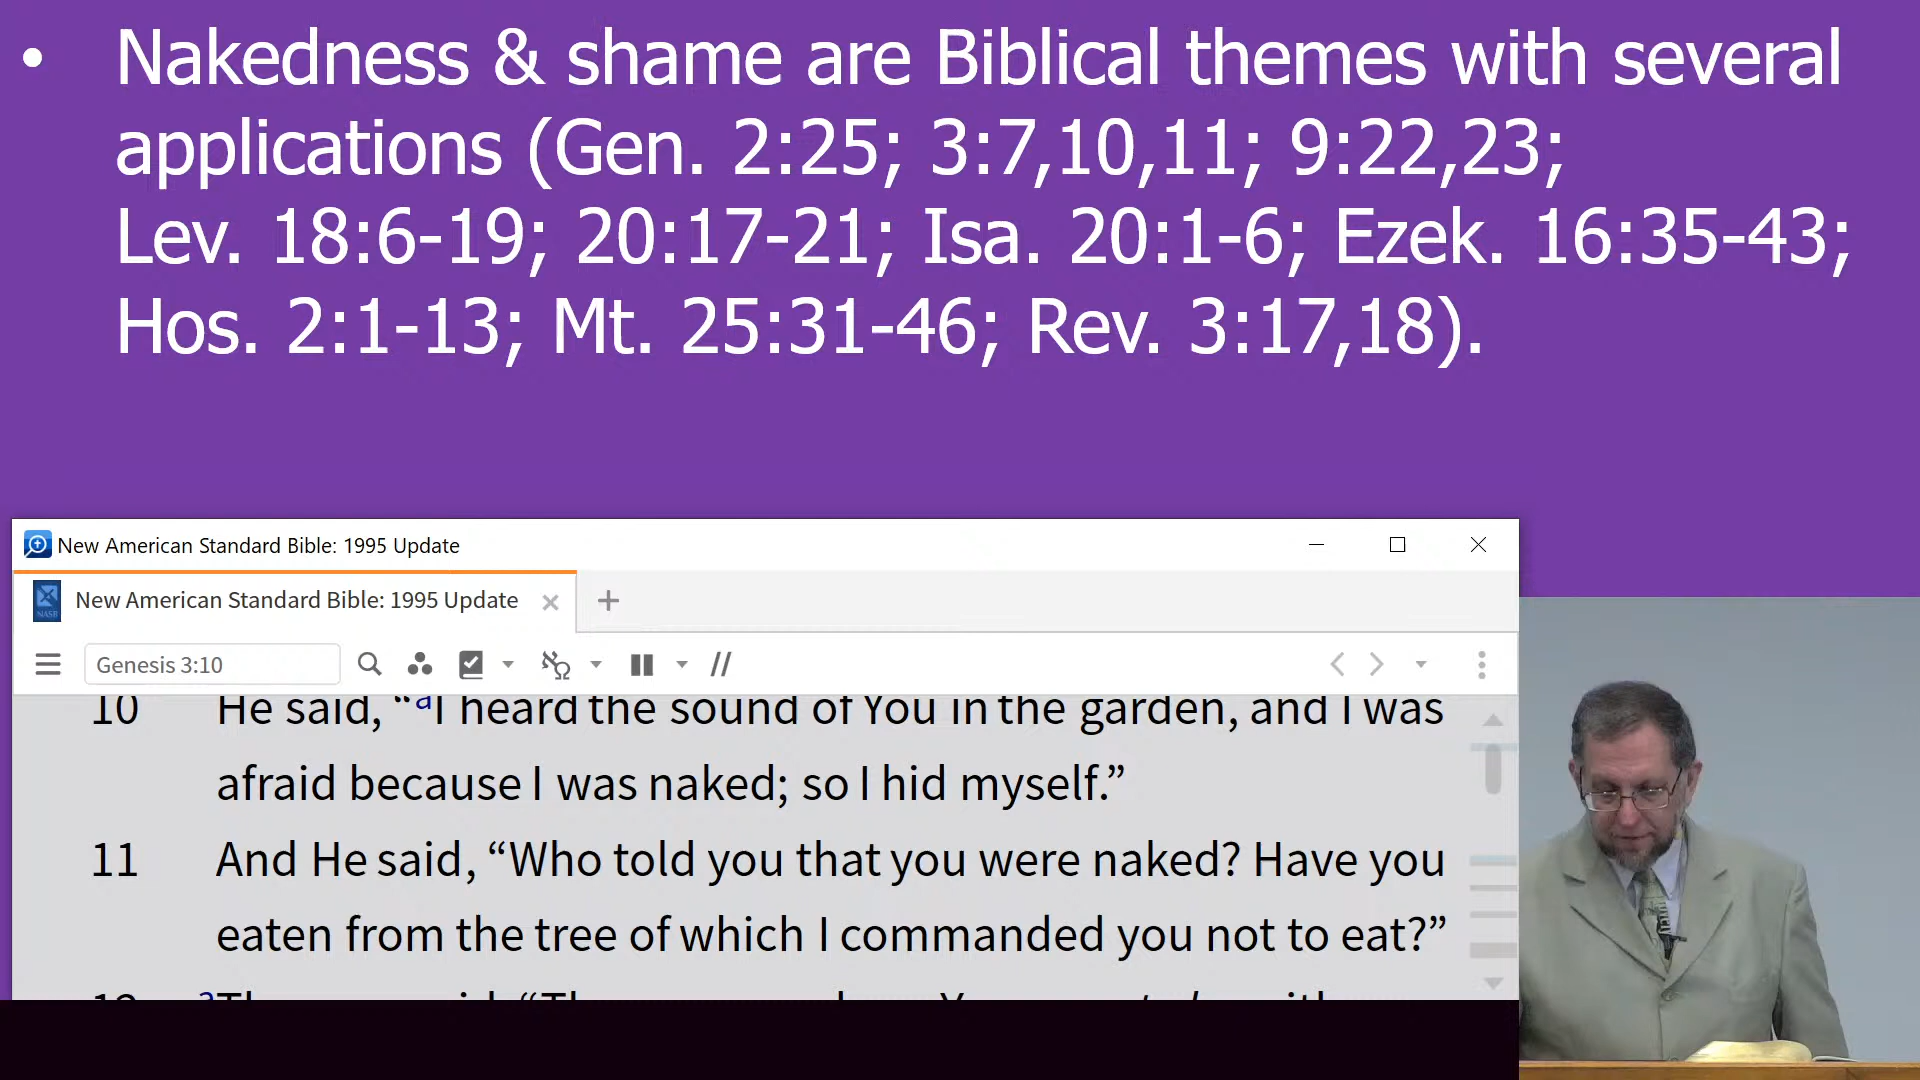 • Nakedness & shame are Biblical themes with several
applications (Gen. 2:25; 3:7,10,11; 9:22,23;
Lev. 18:6-19; 20:17-21; Isa. 20:1-6; Ezek. 16:35-43;
Hos. 2:1-13; Mt. 25:31-46; Rev. 3:17,18).
New American Standard Bible: 1995 Update
New American Standard Bible: 1995 Update
Genesis 3:10
10 He said, “aI heard the sound of You in the garden, and I was
afraid because I was naked; so I hid myself.”
11 And He said, “Who told you that you were naked? Have you
eaten from the tree of which I commanded you not to eat?”